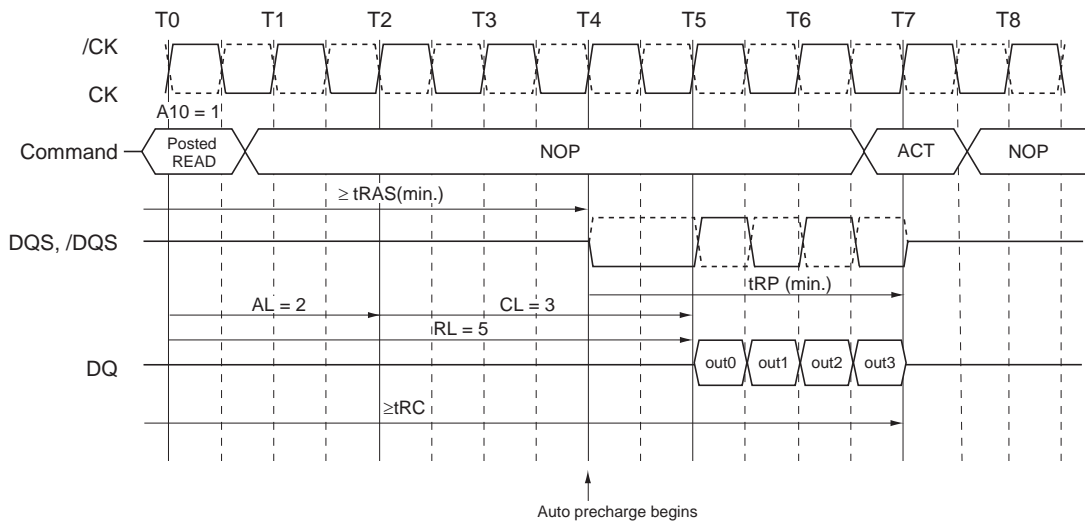 T0 T1 T2 T3 T4 T5 T6 T7 T8
/CK
CK
A10 = 1
Command Posted READ NOP ACT NOP
≥ tRAS(min.)
DQS, /DQS
tRP (min.)
AL = 2 CL = 3
RL = 5
DQ out0 out1 out2 out3
≥tRC
Auto precharge begins